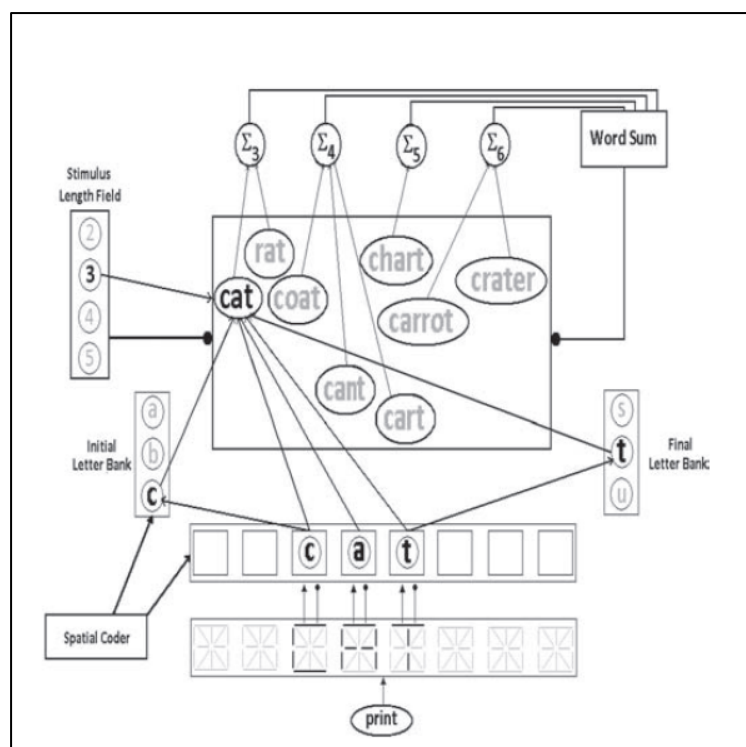 Σ3 Σ4 Σ5 Σ6
Word Sum
Stimulus
Length Field
2
3
4
5
rat
cat
coat
chart
crater
carrot
cant
cart
Initial
Letter Bank
a
b
c
s
t
u
Final
Letter Bank:
c a t
Spatial Coder
print